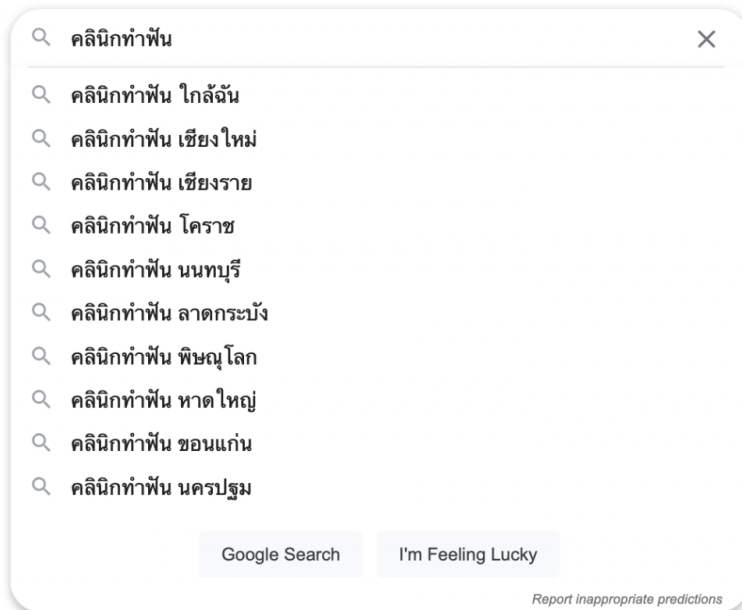 คลินิกทำฟัน
คลินิกทำฟัน ใกล้ฉัน
คลินิกทำฟัน เชียงใหม่
คลินิกทำฟัน เชียงราย
คลินิกทำฟัน โคราช
คลินิกทำฟัน นนทบุรี
คลินิกทำฟัน ลาดกระบัง
คลินิกทำฟัน พิษณุโลก
คลินิกทำฟัน หาดใหญ่
คลินิกทำฟัน ขอนแก่น
คลินิกทำฟัน นครปฐม
Google Search I'm Feeling Lucky
Report inappropriate predictions